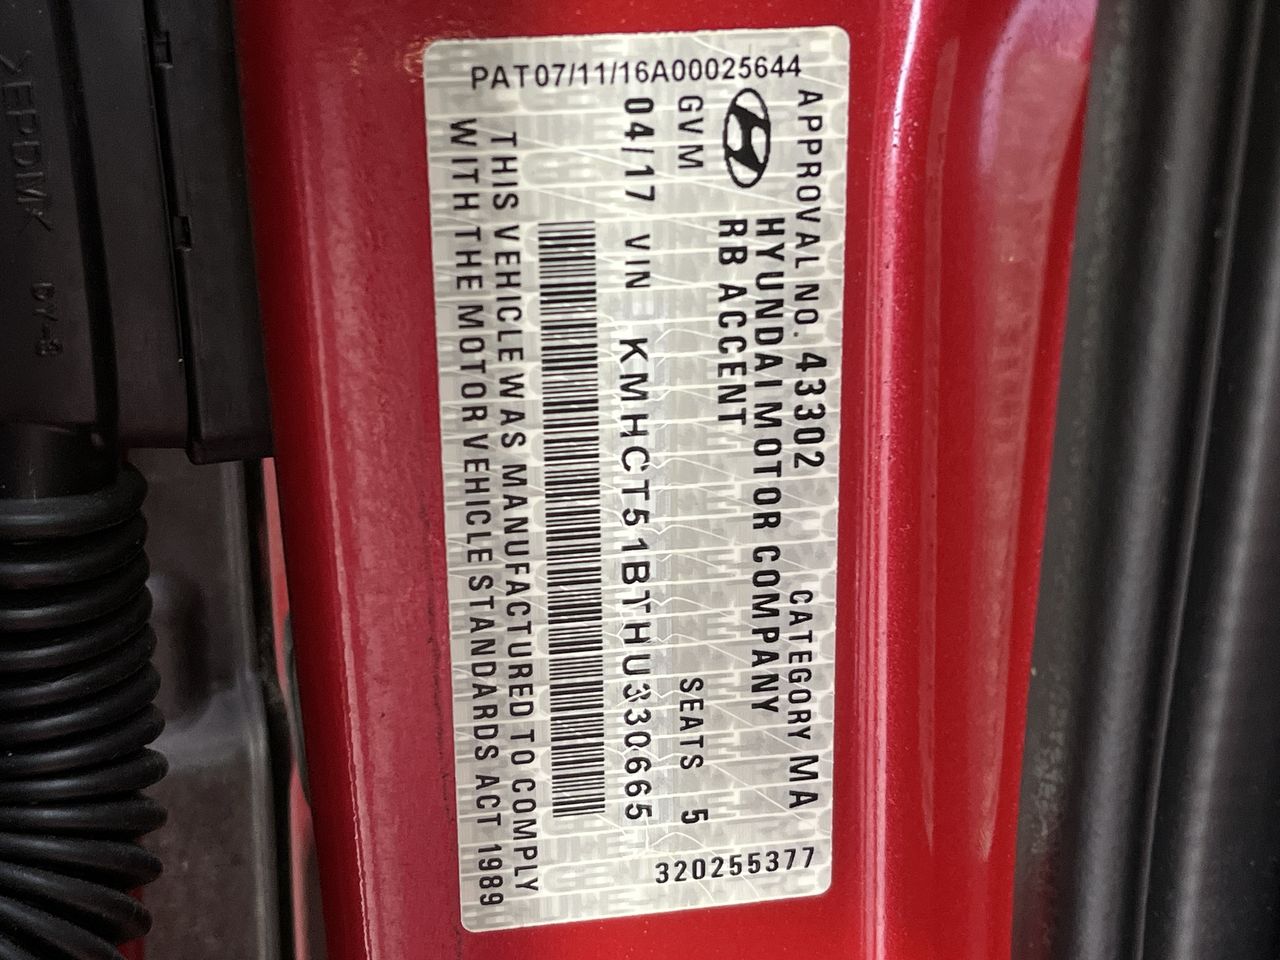 PAT07/11/16A00025644
APPROVAL NO. 43302 CATEGORY MA
HYUNDAI MOTOR COMPANY
RB ACCENT
GVM SEATS 5
04/17 VIN KMHCT51BTHU330665
THIS VEHICLE WAS MANUFACTURED TO COMPLY
WITH THE MOTOR VEHICLE STANDARDS ACT 1989
320255377